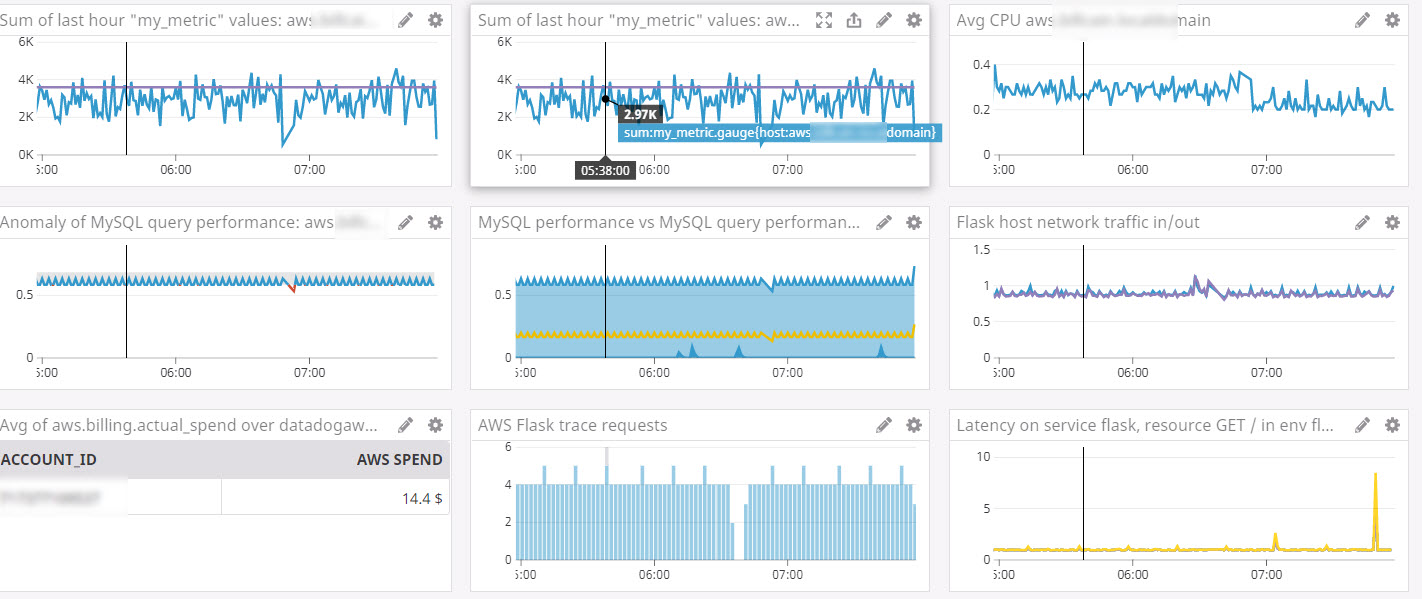 Sum of last hour "my_metric" values: aws
6K
4K
2K
0K
5:00
06:00
07:00
Sum of last hour "my_metric" values: aw...
6K
4K
2K
0K
2.97K
sum:my_metric.gauge{host:aws domain}
5:00
05:38:00
06:00
07:00
Avg CPU aws main
0.4
0.2
0
5:00
06:00
07:00
Anomaly of MySQL query performance: aws
0.5
0
5:00
06:00
07:00
MySQL performance vs MySQL query performan...
0.5
0
5:00
06:00
07:00
Flask host network traffic in/out
1.5
1
0.5
0
5:00
06:00
07:00
Avg of aws.billing.actual_spend over datadogaw...
ACCOUNT_ID AWS SPEND
14.4 $
AWS Flask trace requests
6
4
2
0
5:00
06:00
07:00
Latency on service flask, resource GET / in env fl...
10
5
0
5:00
06:00
07:00